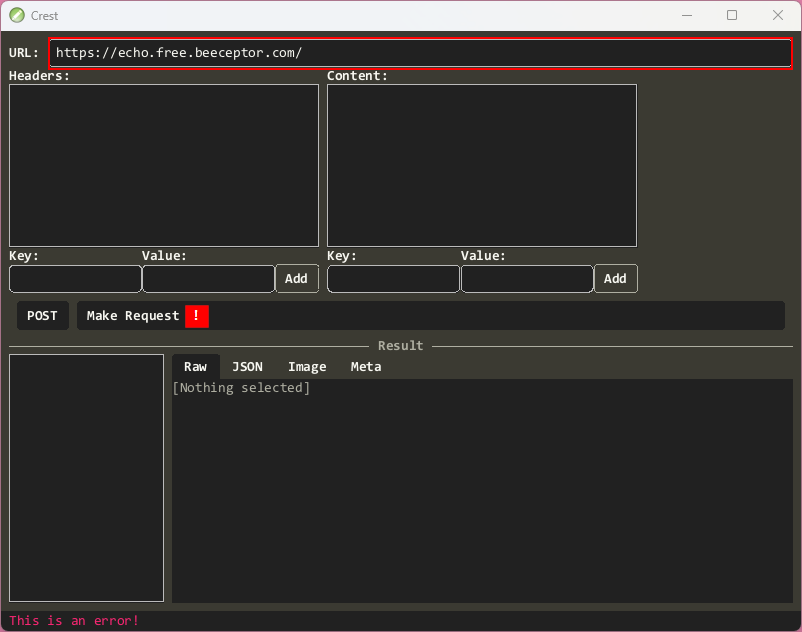 Crest
URL: https://echo.free.beeceptor.com/
Headers: Content:
Key: Value: Key: Value:
Add Add
POST Make Request !
Result
Raw JSON Image Meta
[Nothing selected]
This is an error!